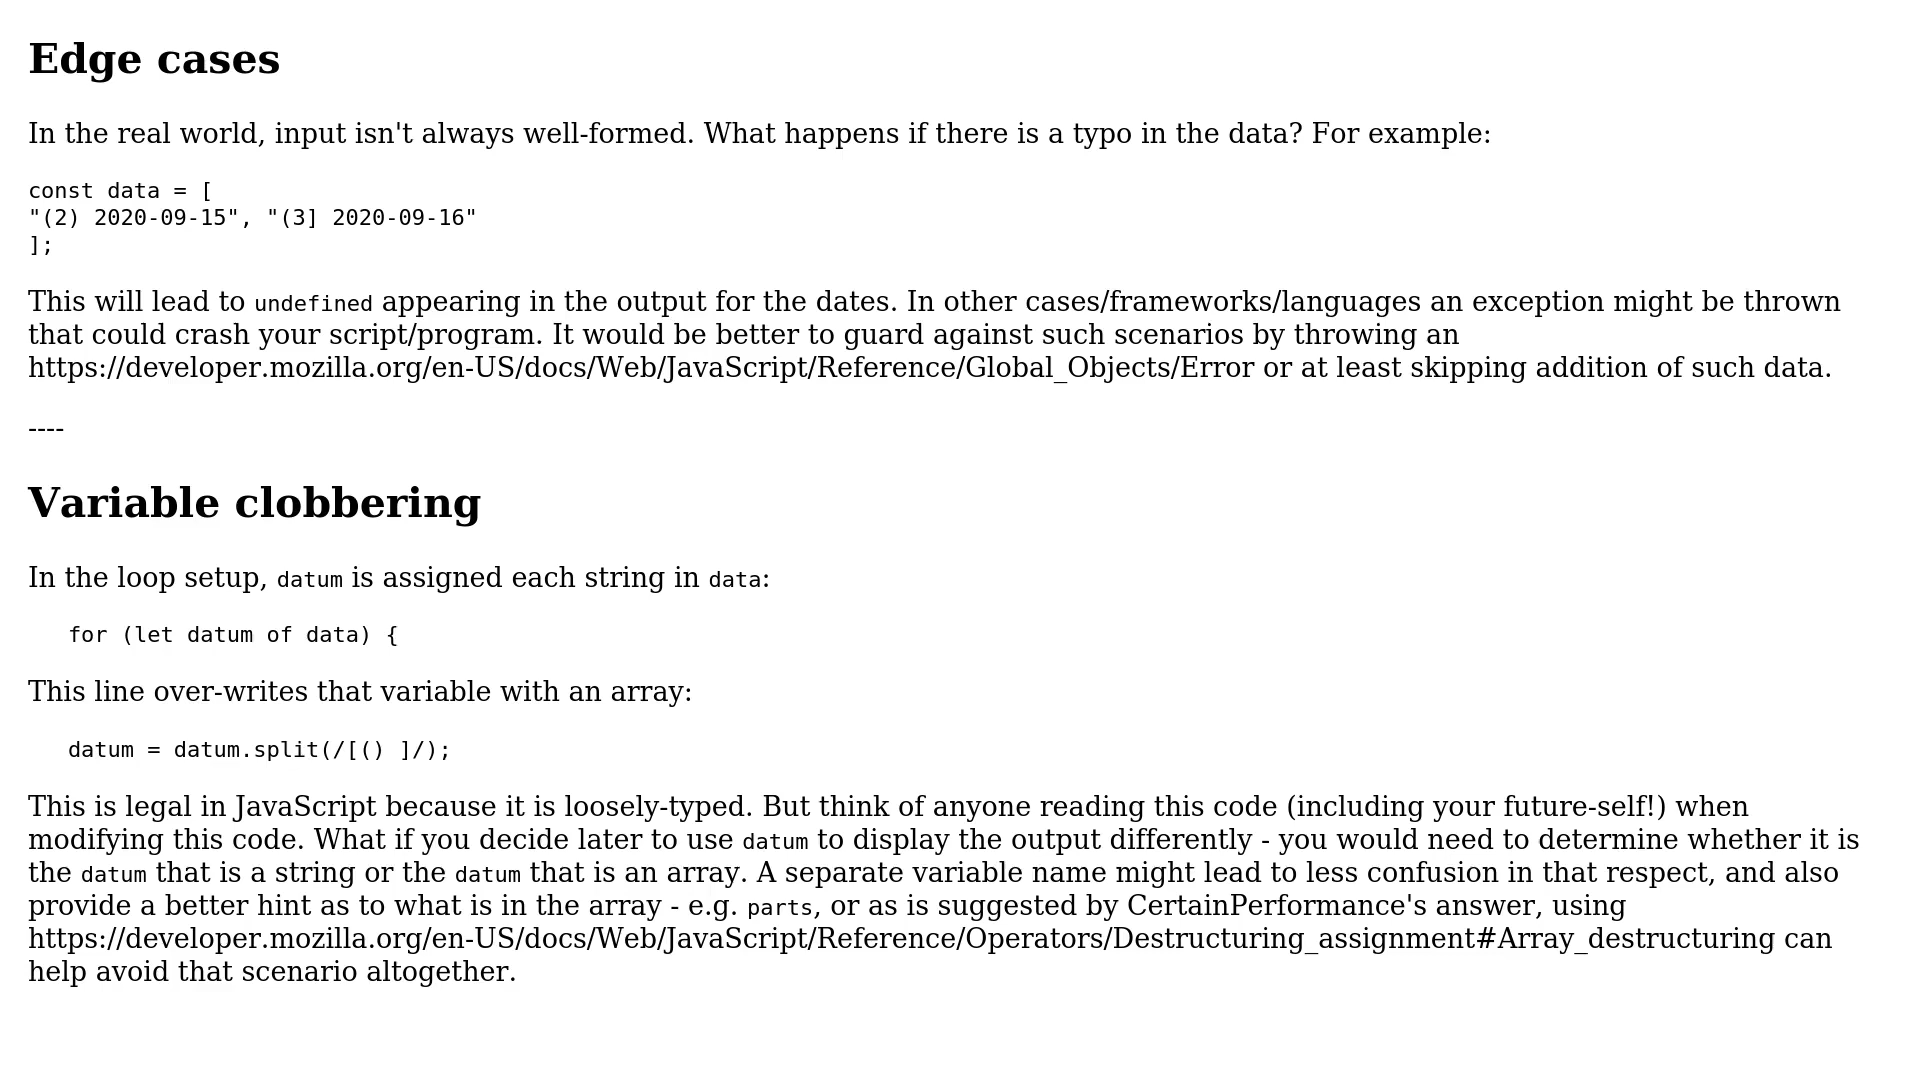 Edge cases
In the real world, input isn't always well-formed. What happens if there is a typo in the data? For example:
const data = [
"(2) 2020-09-15", "(3] 2020-09-16"
];
This will lead to undefined appearing in the output for the dates. In other cases/frameworks/languages an exception might be thrown
that could crash your script/program. It would be better to guard against such scenarios by throwing an
https://developer.mozilla.org/en-US/docs/Web/JavaScript/Reference/Global_Objects/Error or at least skipping addition of such data.
----
Variable clobbering
In the loop setup, datum is assigned each string in data:
for (let datum of data) {
This line over-writes that variable with an array:
datum = datum.split(/[() ]/);
This is legal in JavaScript because it is loosely-typed. But think of anyone reading this code (including your future-self!) when
modifying this code. What if you decide later to use datum to display the output differently - you would need to determine whether it is
the datum that is a string or the datum that is an array. A separate variable name might lead to less confusion in that respect, and also
provide a better hint as to what is in the array - e.g. parts, or as is suggested by CertainPerformance's answer, using
https://developer.mozilla.org/en-US/docs/Web/JavaScript/Reference/Operators/Destructuring_assignment#Array_destructuring can
help avoid that scenario altogether.